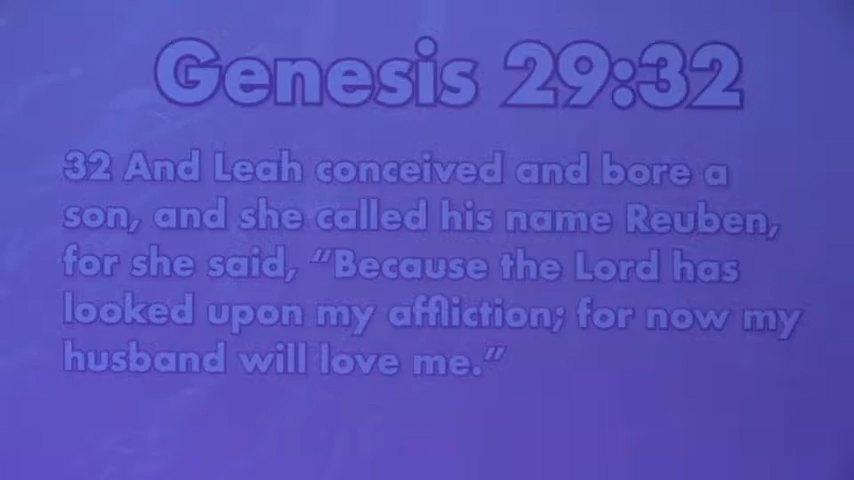 Genesis 29:32
32 And Leah conceived and bore a
son, and she called his name Reuben,
for she said, “Because the Lord has
looked upon my affliction; for now my
husband will love me.”